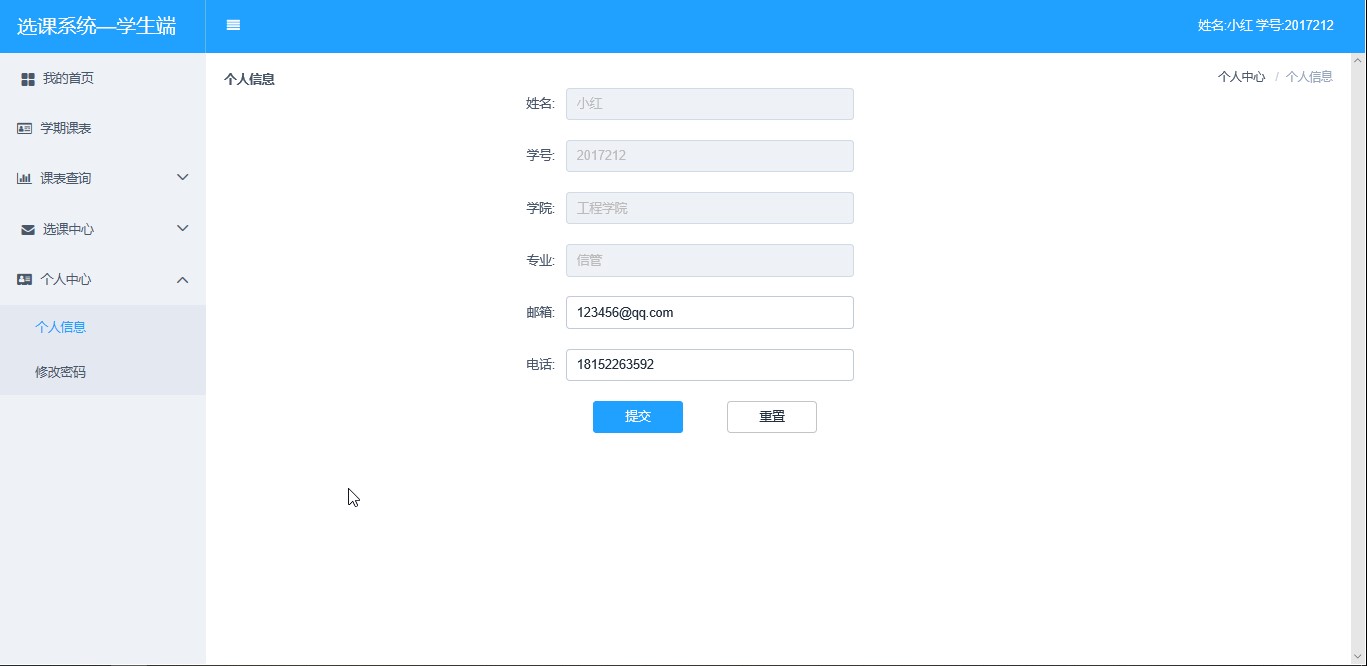 选课系统—学生端
姓名:小红 学号:2017212
我的首页
学期课表
课表查询
选课中心
个人中心
个人信息
修改密码
个人信息
个人中心 / 个人信息
姓名: 小红
学号: 2017212
学院: 工程学院
专业: 信管
邮箱: 123456@qq.com
电话: 18152263592
提交 重置